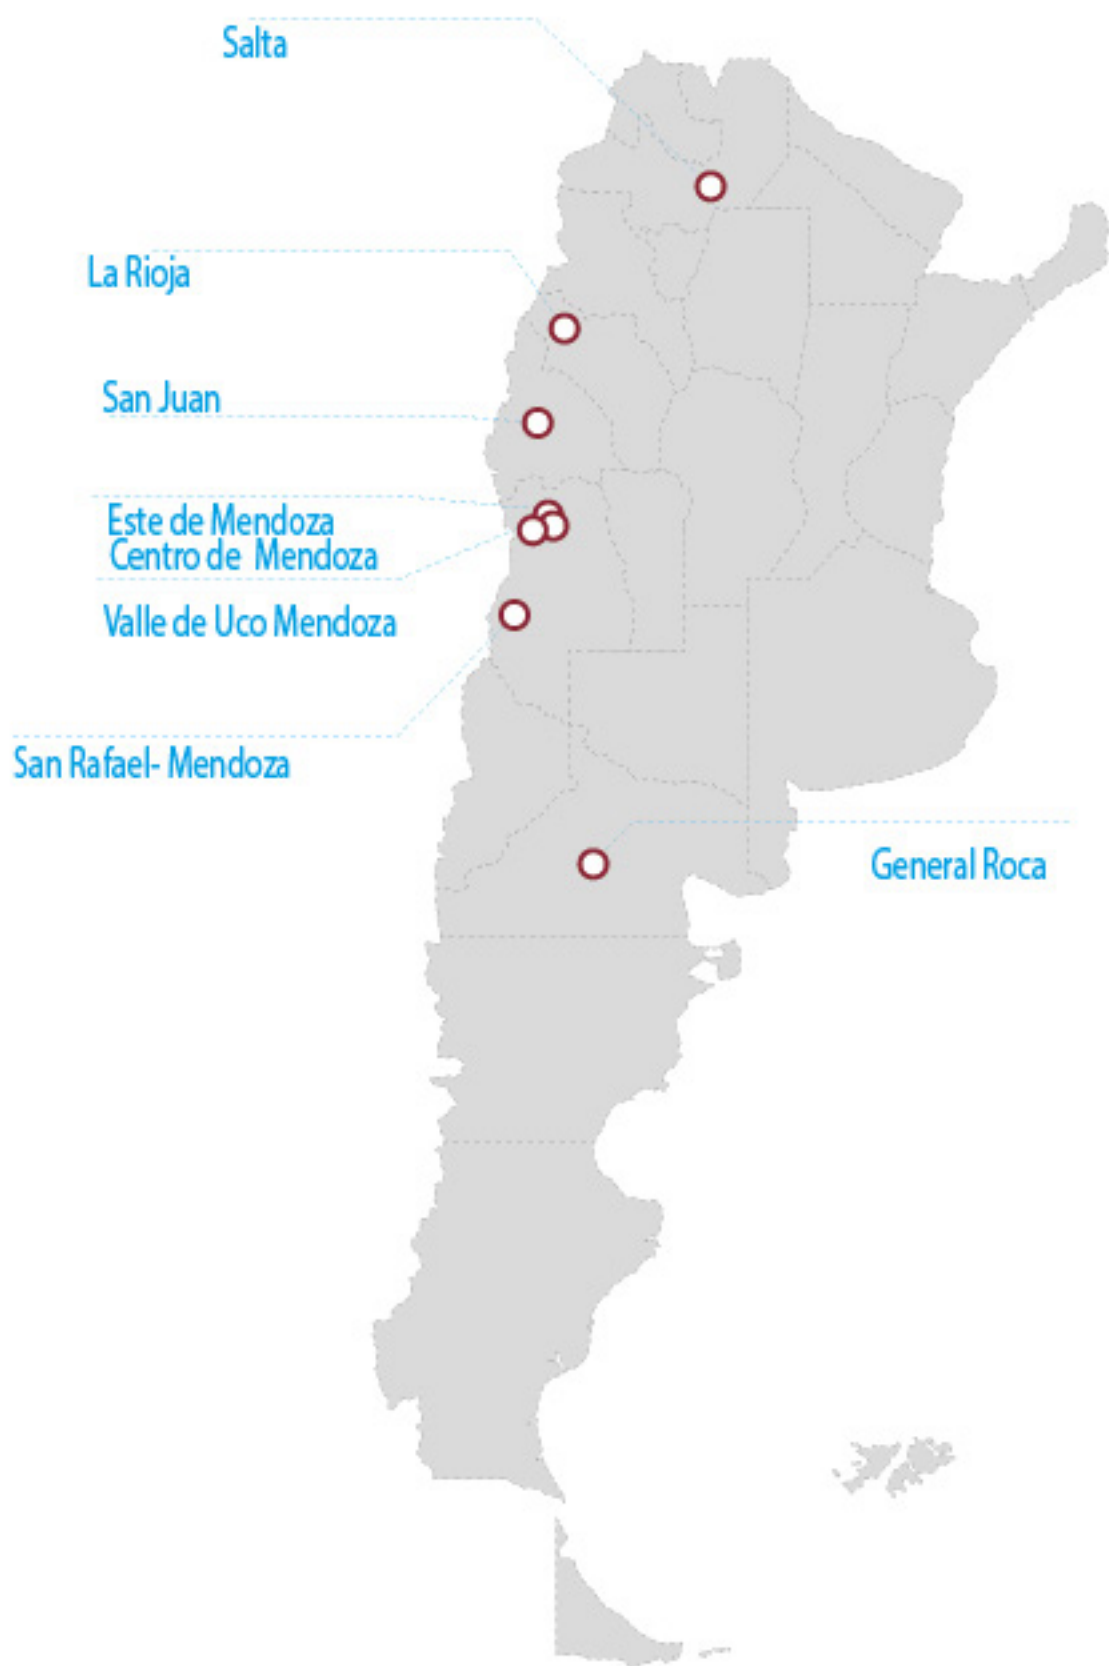 Salta
La Rioja
San Juan
Este de Mendoza
Centro de Mendoza
Valle de Uco Mendoza
San Rafael- Mendoza
General Roca